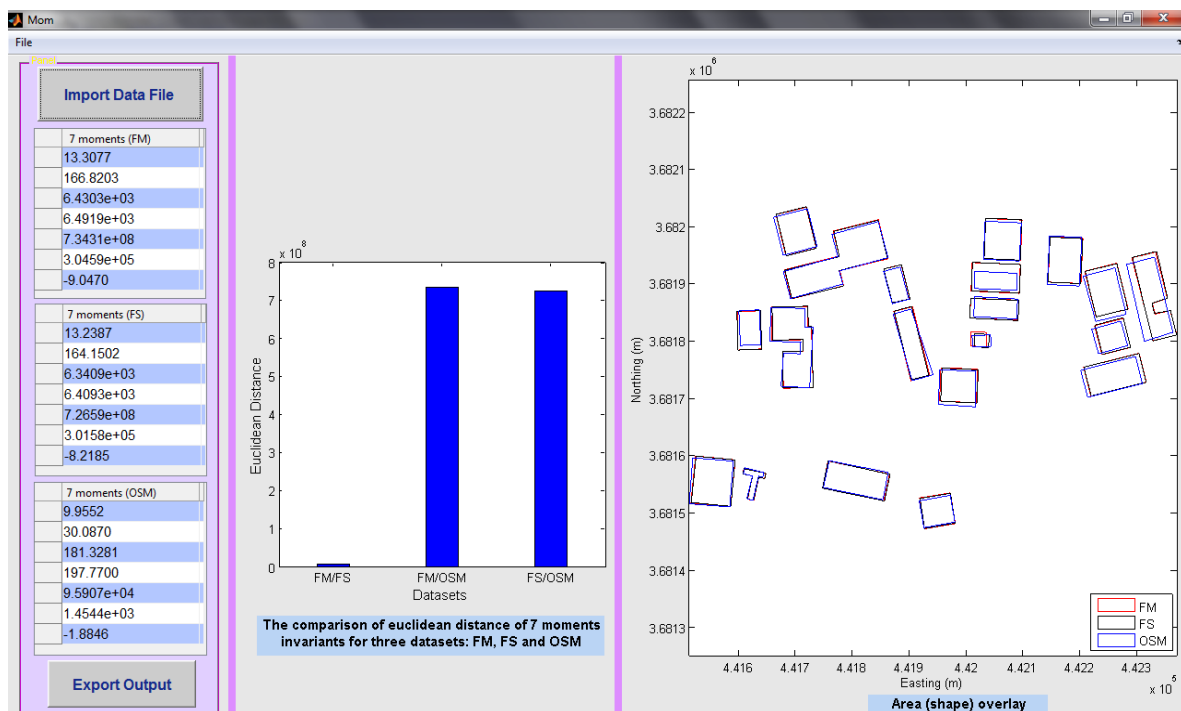 Mom
File
Import Data File
7 moments (FM)
13.3077
166.8203
6.4303e+03
6.4919e+03
7.3431e+08
3.0459e+05
-9.0470
7 moments (FS)
13.2387
164.1502
6.3409e+03
6.4093e+03
7.2659e+08
3.0158e+05
-8.2185
7 moments (OSM)
9.9552
30.0870
181.3281
197.7700
9.5907e+04
1.4544e+03
-1.8846
Export Output
x 10^8
8
7
6
5
4
3
2
1
0
Euclidean Distance
FM/FS FM/OSM FS/OSM
Datasets
The comparison of euclidean distance of 7 moments
invariants for three datasets: FM, FS and OSM
x 10^6
3.6822
3.6821
3.682
3.6819
3.6818
3.6817
3.6816
3.6815
3.6814
3.6813
Northing (m)
FM
FS
OSM
4.416 4.417 4.418 4.419 4.42 4.421 4.422 4.423
x 10^5
Easting (m)
Area (shape) overlay